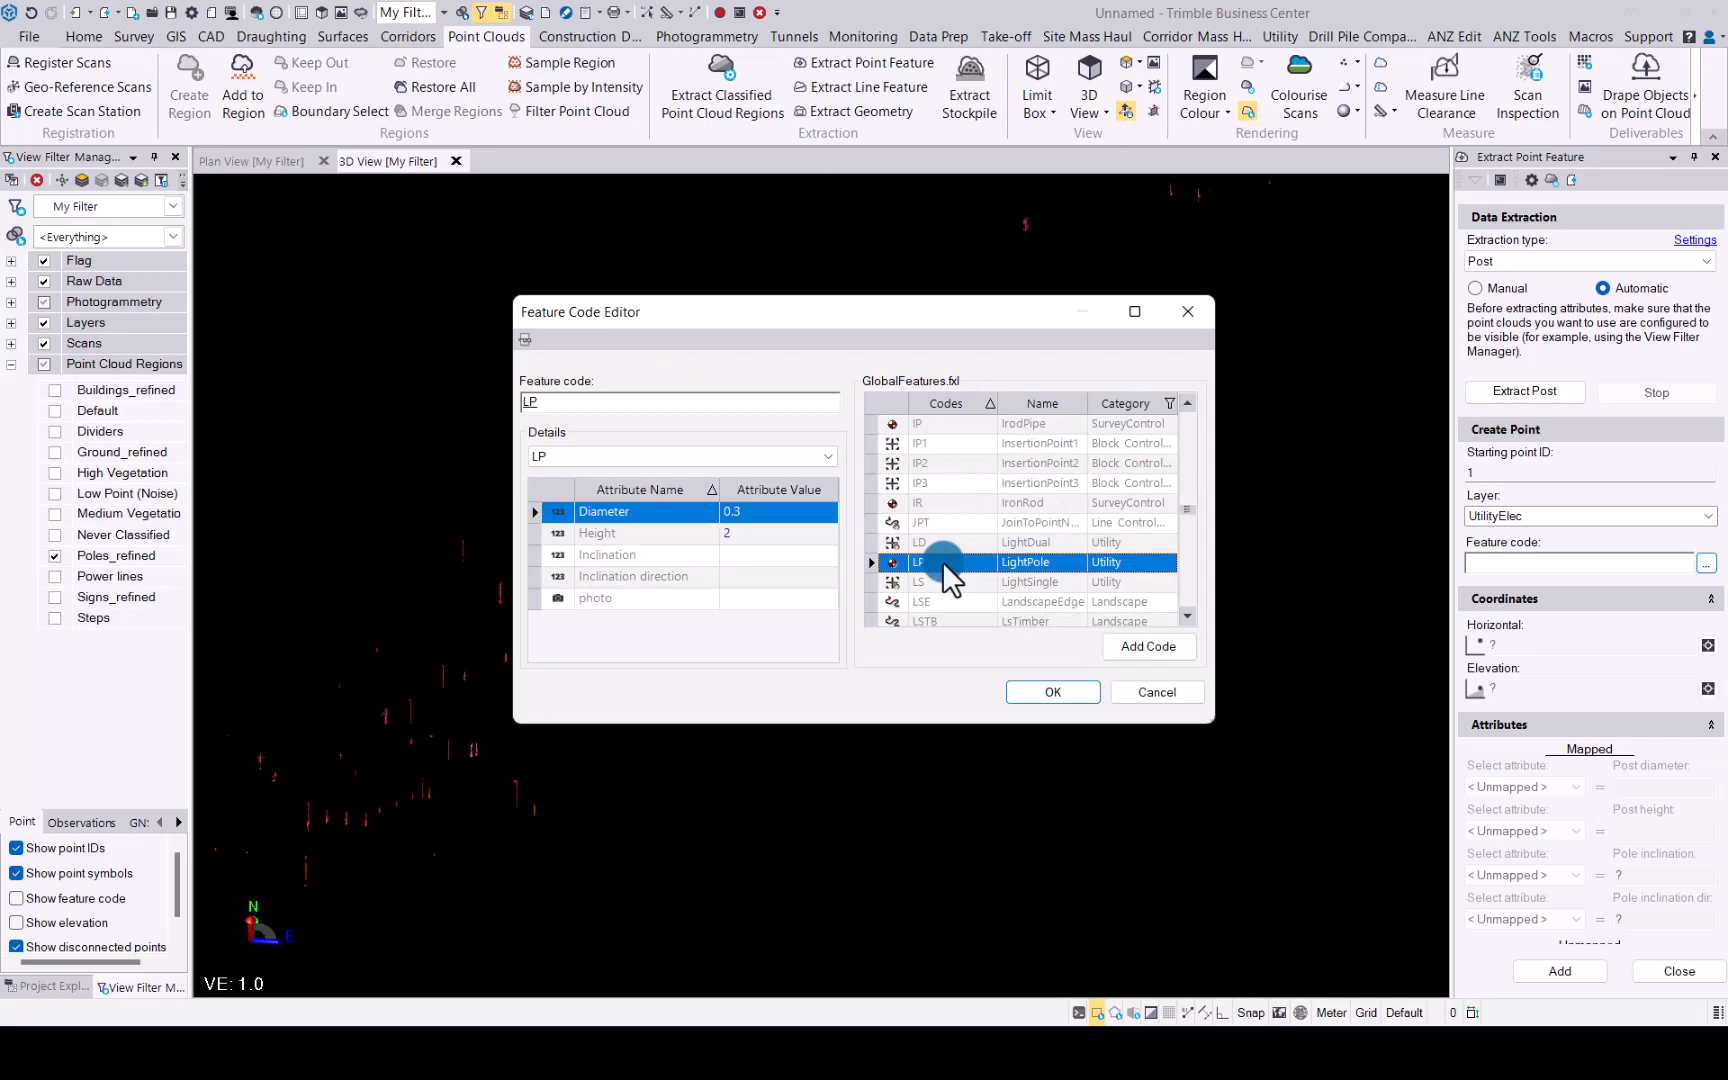 My Filt...
Unnamed - Trimble Business Center
File Home Survey GIS CAD Draughting Surfaces Corridors Point Clouds Construction D... Photogrammetry Tunnels Monitoring Data Prep Take-off Site Mass Haul Corridor Mass H... Utility Drill Pile Compa... ANZ Edit ANZ Tools Macros Support
Register Scans
Geo-Reference Scans
Create Scan Station
Registration
Create Region
Add to Region
Keep Out
Keep In
Boundary Select
Restore
Restore All
Merge Regions
Regions
Sample Region
Sample by Intensity
Filter Point Cloud
Extract Classified Point Cloud Regions
Extract Point Feature
Extract Line Feature
Extract Geometry
Extract Stockpile
Extraction
Limit Box
3D View
View
Region Colour
Colourise Scans
Rendering
Measure Line Clearance
Scan Inspection
Measure
Drape Objects on Point Cloud
Deliverables
View Filter Manag...
Plan View [My Filter]
3D View [My Filter]
My Filter
<Everything>
Flag
Raw Data
Photogrammetry
Layers
Scans
Point Cloud Regions
Buildings_refined
Default
Dividers
Ground_refined
High Vegetation
Low Point (Noise)
Medium Vegetatio
Never Classified
Poles_refined
Power lines
Signs_refined
Steps
Point Observations GN:
Show point IDs
Show point symbols
Show feature code
Show elevation
Show disconnected points
Project Expl...
View Filter M...
N
E
VE: 1.0
Feature Code Editor
Feature code:
LP
Details
LP
Attribute Name Attribute Value
123 Diameter 0.3
123 Height 2
123 Inclination
123 Inclination direction
photo
GlobalFeatures.fxl
Codes Name Category
IP IrodPipe SurveyControl
IP1 InsertionPoint1 Block Control...
IP2 InsertionPoint2 Block Control...
IP3 InsertionPoint3 Block Control...
IR IronRod SurveyControl
JPT JoinToPointN... Line Control...
LD LightDual Utility
LP LightPole Utility
LS LightSingle Utility
LSE LandscapeEdge Landscape
LSTB LsTimber Landscape
Add Code
OK Cancel
Extract Point Feature
Data Extraction
Extraction type: Settings
Post
Manual Automatic
Before extracting attributes, make sure that the
point clouds you want to use are configured to
be visible (for example, using the View Filter
Manager).
Extract Post Stop
Create Point
Starting point ID:
1
Layer:
UtilityElec
Feature code:
...
Coordinates
Horizontal:
?
Elevation:
?
Attributes
Mapped
Select attribute: Post diameter:
< Unmapped > =
Select attribute: Post height:
< Unmapped > =
Select attribute: Pole inclination:
< Unmapped > = ?
Select attribute: Pole inclination dir:
< Unmapped > = ?
Unmapped
Add Close
Snap Meter Grid Default 0